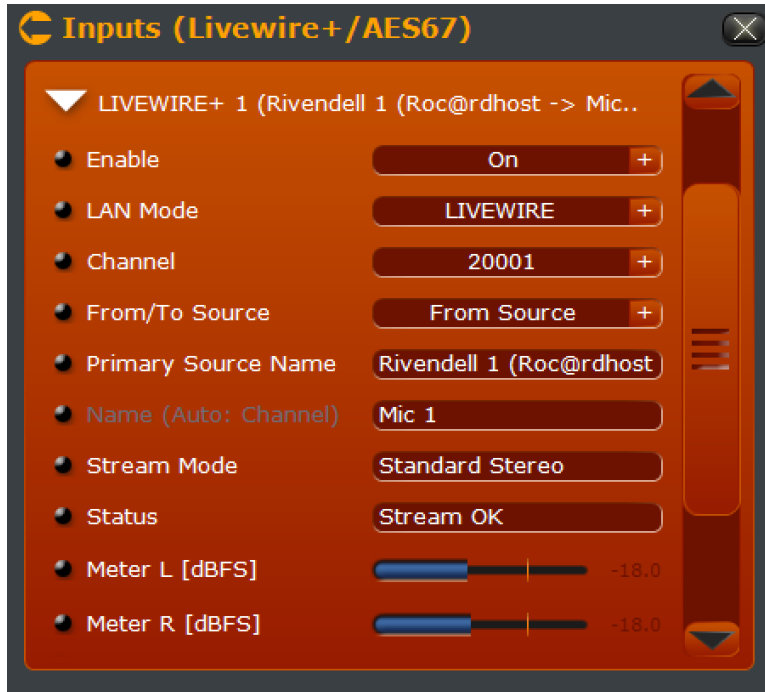 Inputs (Livewire+/AES67)
LIVEWIRE+ 1 (Rivendell 1 (Roc@rdhost -> Mic..
Enable On +
LAN Mode LIVEWIRE +
Channel 20001 +
From/To Source From Source +
Primary Source Name Rivendell 1 (Roc@rdhost
Name (Auto: Channel) Mic 1
Stream Mode Standard Stereo
Status Stream OK
Meter L [dBFS] -18.0
Meter R [dBFS] -18.0